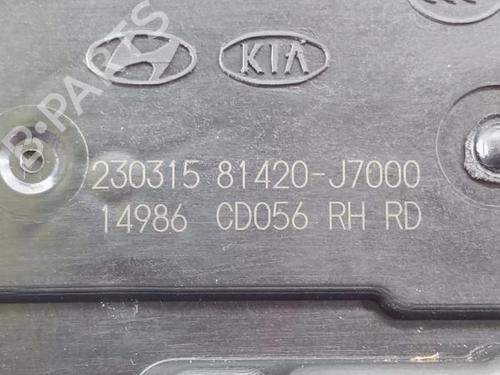 B-PARTS
KIA
230315 81420-J7000
14986 CD056 RH RD